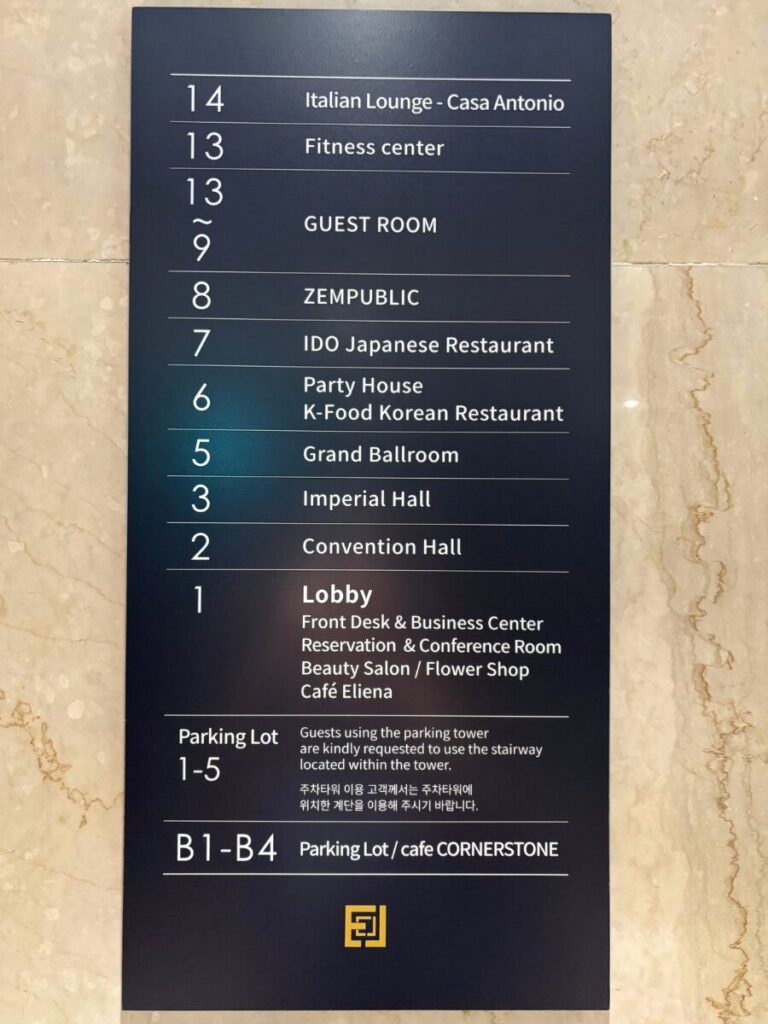 14 Italian Lounge - Casa Antonio
13 Fitness center
13
~
9
GUEST ROOM
8 ZEMPUBLIC
7 IDO Japanese Restaurant
6 Party House
K-Food Korean Restaurant
5 Grand Ballroom
3 Imperial Hall
2 Convention Hall
1 Lobby
Front Desk & Business Center
Reservation & Conference Room
Beauty Salon / Flower Shop
Café Eliena
Parking Lot
1-5
Guests using the parking tower
are kindly requested to use the stairway
located within the tower.
주차타워 이용 고객께서는 주차타워에
위치한 계단을 이용해 주시기 바랍니다.
B1-B4 Parking Lot / cafe CORNERSTONE